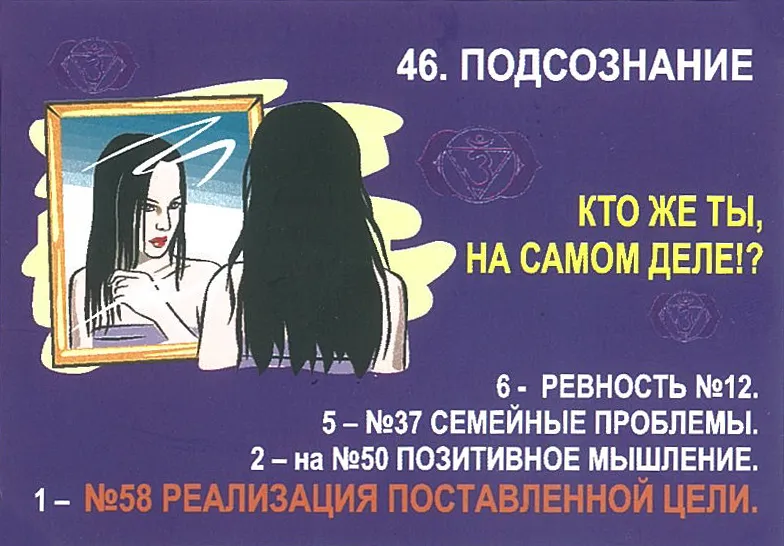 46. ПОДСОЗНАНИЕ
КТО ЖЕ ТЫ,
НА САМОМ ДЕЛЕ!?
6 - РЕВНОСТЬ №12.
5 – №37 СЕМЕЙНЫЕ ПРОБЛЕМЫ.
2 – на №50 ПОЗИТИВНОЕ МЫШЛЕНИЕ.
1 – №58 РЕАЛИЗАЦИЯ ПОСТАВЛЕННОЙ ЦЕЛИ.